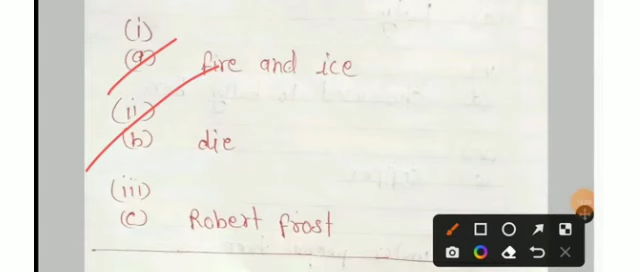 (i)
(a) fire and ice
(ii)
(b) die
(iii)
(c) Robert frost